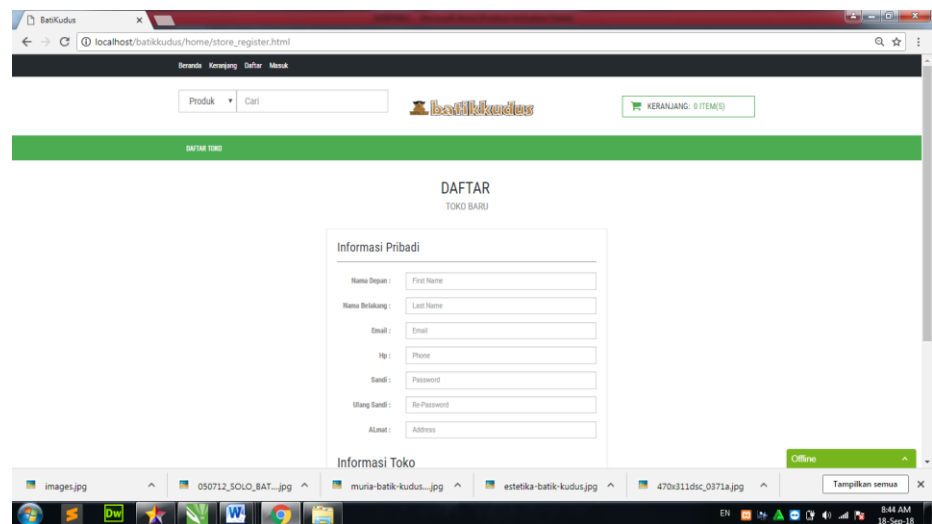 BatiKudus
localhost/batikkudus/home/store_register.html
Beranda Keranjang Daftar Masuk
Produk Cari
batikkudus
KERANJANG: 0 ITEM(S)
DAFTAR TOKO
DAFTAR
TOKO BARU
Informasi Pribadi
Nama Depan : First Name
Nama Belakang : Last Name
Email : Email
Hp : Phone
Sandi : Password
Ulang Sandi : Re-Password
ALmat : Address
Informasi Toko
Offline
images.jpg
050712_SOLO_BAT....jpg
muria-batik-kudus....jpg
estetika-batik-kudus.jpg
470x311dsc_0371a.jpg
Tampilkan semua
Dw
W
EN
8:44 AM
18-Sep-18